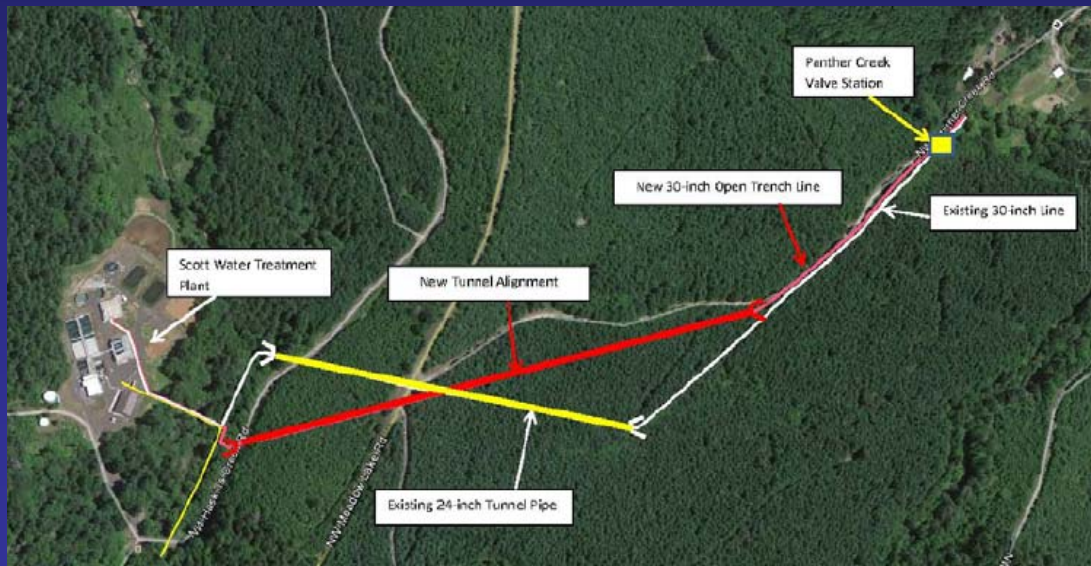 Panther Creek
Valve Station
New 30-inch Open Trench Line
Existing 30-inch Line
Scott Water Treatment
Plant
New Tunnel Alignment
Existing 24-inch Tunnel Pipe
NW Meadow Lake Rd